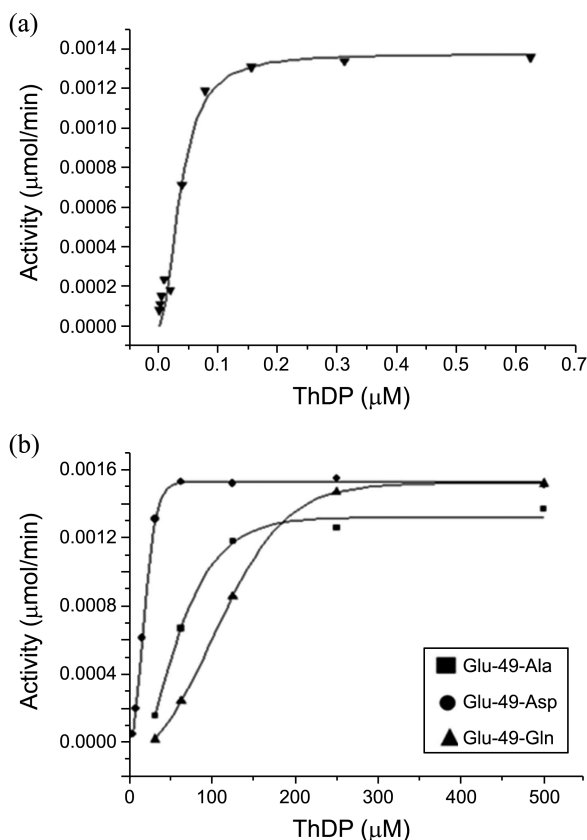 (a)
0.0014
0.0012
0.0010
0.0008
0.0006
0.0004
0.0002
0.0000
Activity (μmol/min)
0.0 0.1 0.2 0.3 0.4 0.5 0.6 0.7
ThDP (μM)
(b)
0.0016
0.0012
0.0008
0.0004
0.0000
Activity (μmol/min)
Glu-49-Ala
Glu-49-Asp
Glu-49-Gln
0 100 200 300 400 500
ThDP (μM)